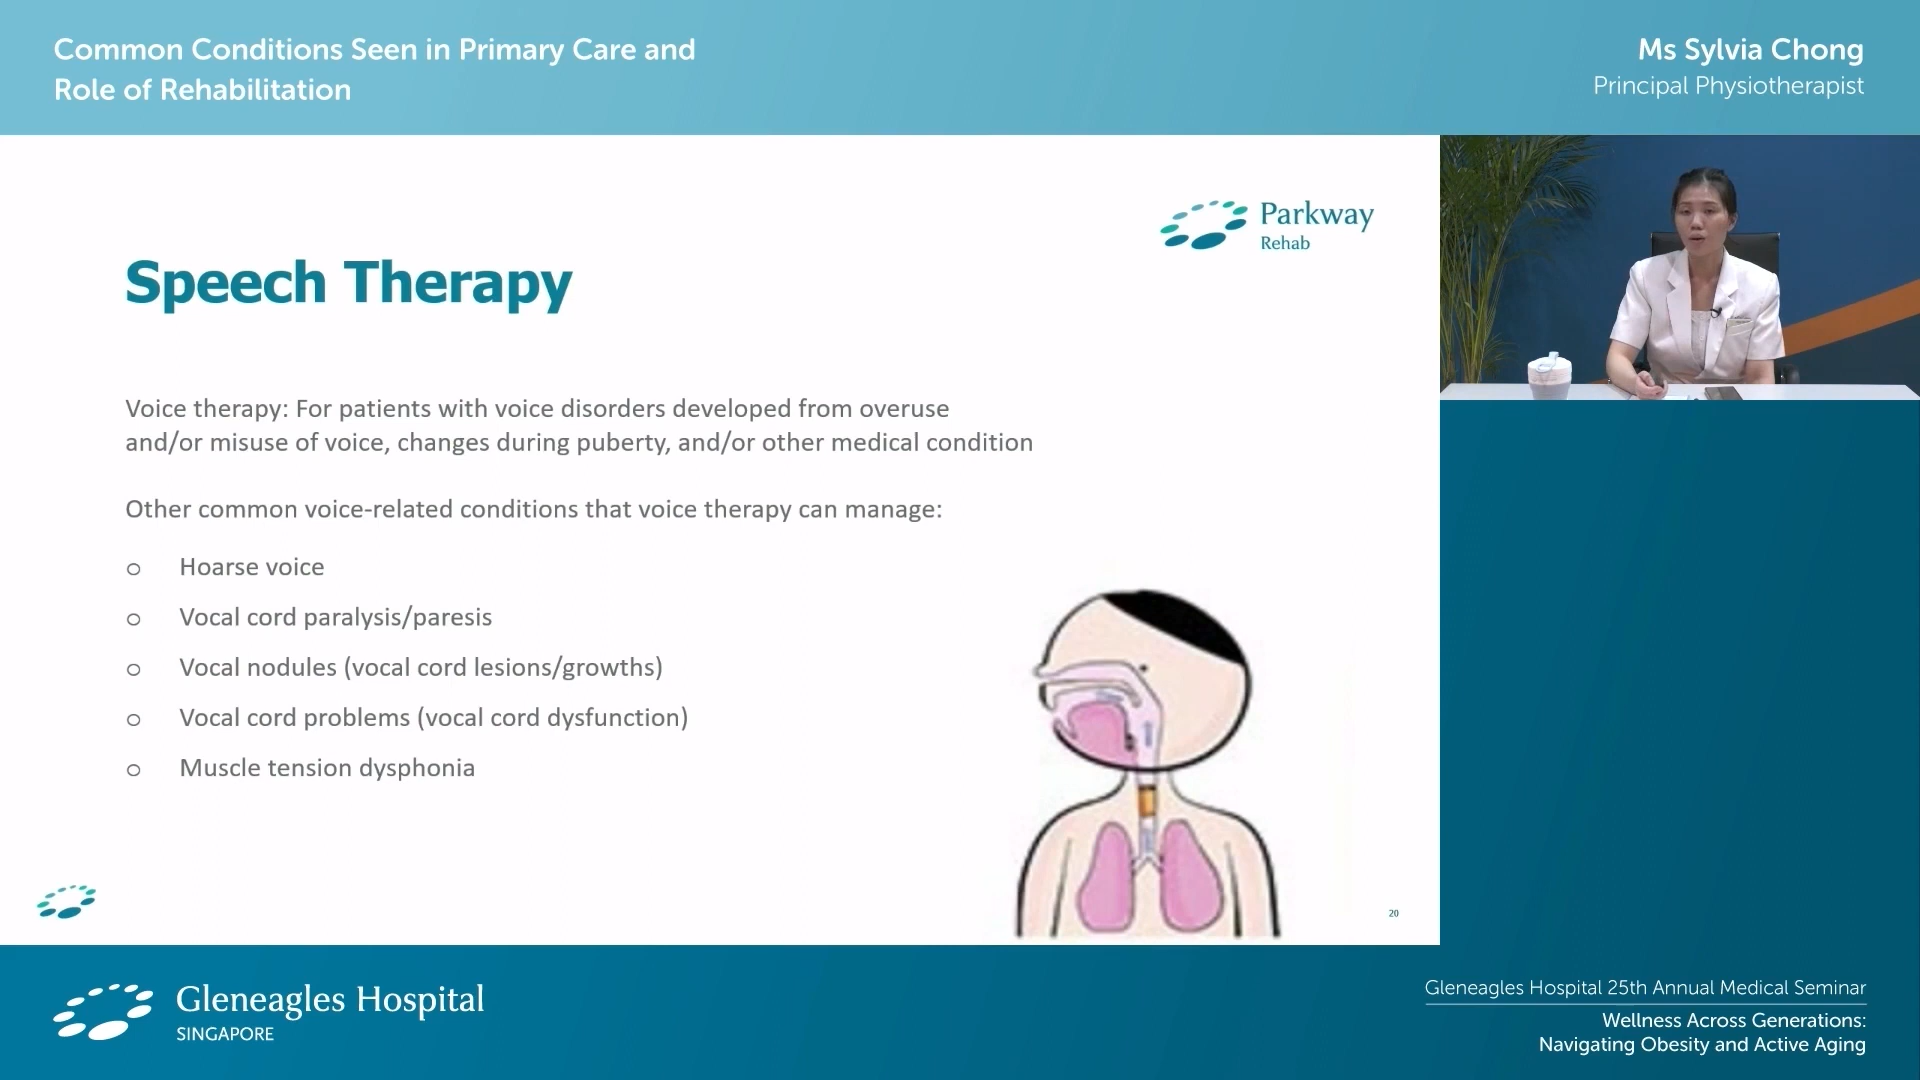 Common Conditions Seen in Primary Care and
Role of Rehabilitation
Ms Sylvia Chong
Principal Physiotherapist
Parkway
Rehab
Speech Therapy
Voice therapy: For patients with voice disorders developed from overuse
and/or misuse of voice, changes during puberty, and/or other medical condition
Other common voice-related conditions that voice therapy can manage:
o Hoarse voice
o Vocal cord paralysis/paresis
o Vocal nodules (vocal cord lesions/growths)
o Vocal cord problems (vocal cord dysfunction)
o Muscle tension dysphonia
20
Gleneagles Hospital
SINGAPORE
Gleneagles Hospital 25th Annual Medical Seminar
Wellness Across Generations:
Navigating Obesity and Active Aging